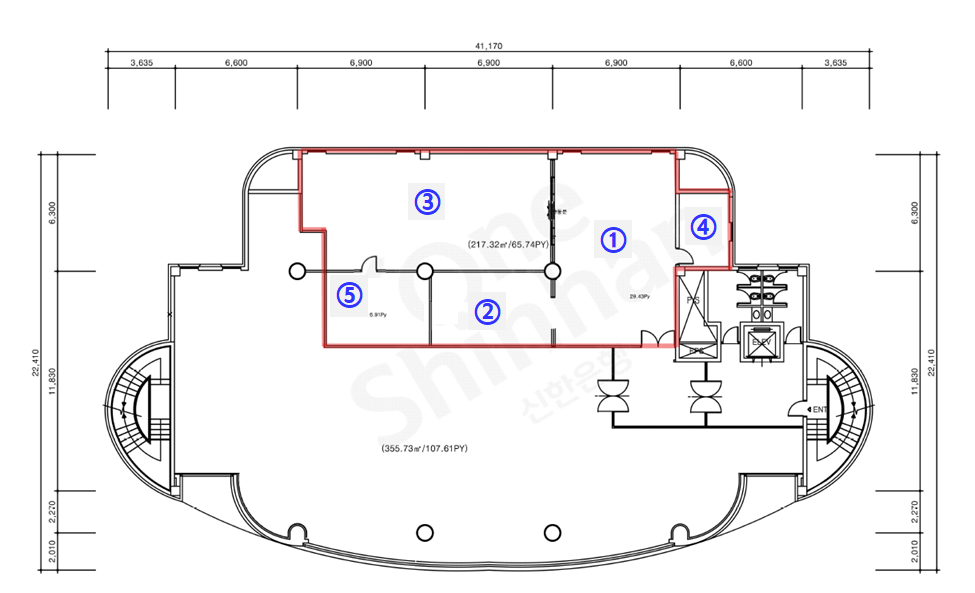 41,170
3,635 6,600 6,900 6,900 6,900 6,600 3,635
6,300
6,300
③
①
④
(217.32㎡/65.74PY)
⑤
②
29.43Py
6.91Py
P/S
EPS
ELEV
22,410
11,830
11,830
22,410
ENT
(355.73㎡/107.61PY)
2,270
2,270
2,010
2,010
One
Shinhan
신한은행